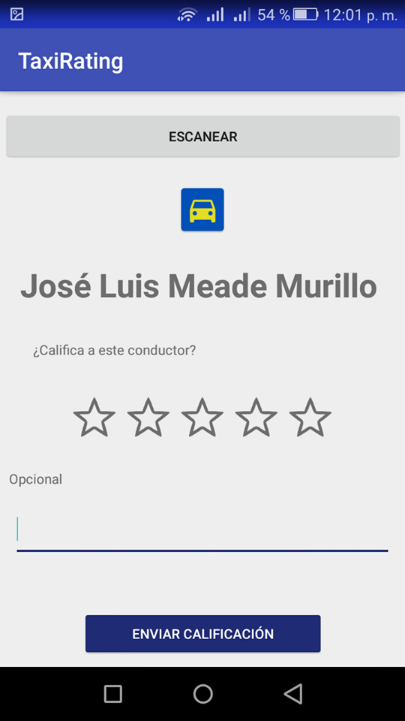 54 % 12:01 p. m.
TaxiRating
ESCANEAR
José Luis Meade Murillo
¿Califica a este conductor?
Opcional
ENVIAR CALIFICACIÓN